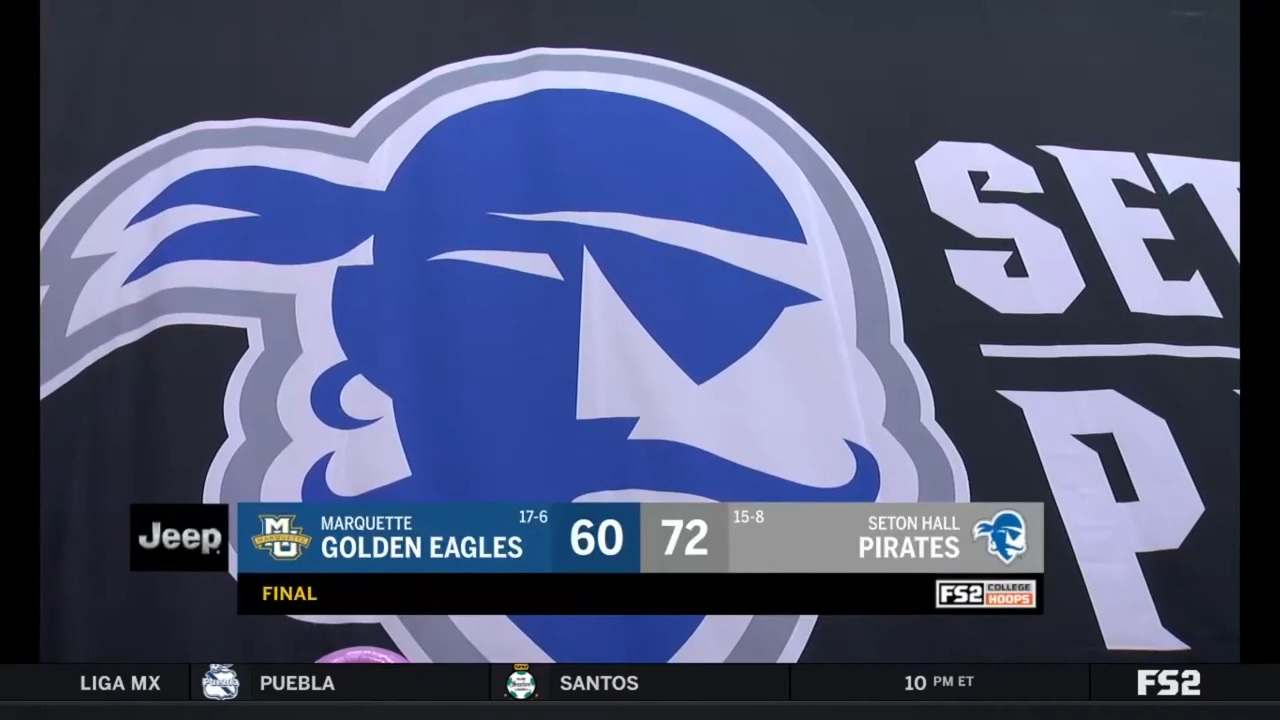 SET
P
Jeep
MARQUETTE 17-6
GOLDEN EAGLES
60
72
15-8 SETON HALL
PIRATES
FINAL
FS2 COLLEGE HOOPS
LIGA MX
PUEBLA
SANTOS
10 PM ET
FS2